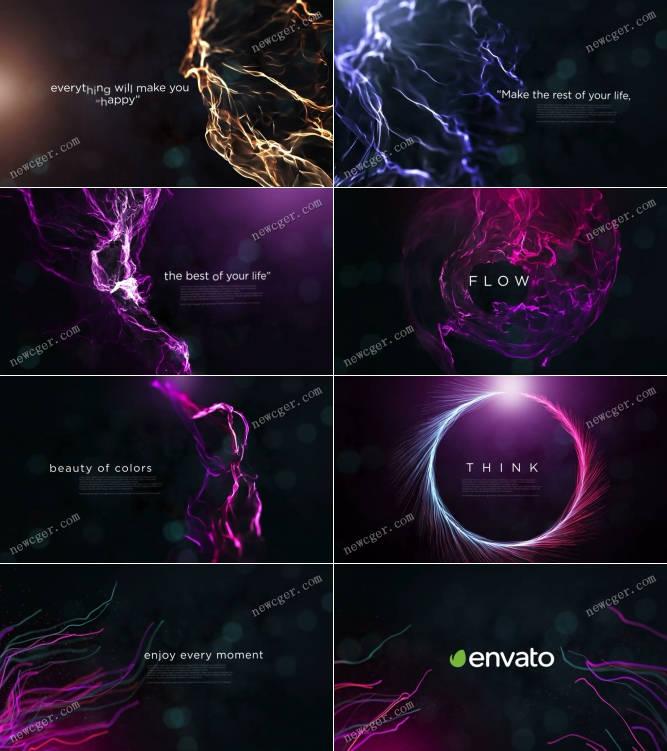 newcger.com
everything will make you
"happy"
newcger.com
newcger.com
"Make the rest of your life,
newcger.com
newcger.com
the best of your life"
newcger.com
newcger.com
FLOW
newcger.com
newcger.com
beauty of colors
newcger.com
newcger.com
THINK
newcger.com
newcger.com
enjoy every moment
newcger.com
newcger.com
envato
newcger.com